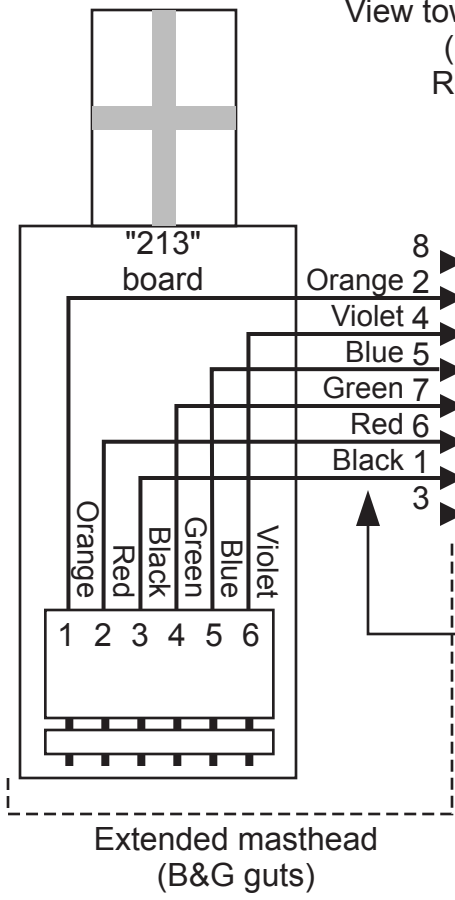 View tow
(
R
"213"
board
8
Orange 2
Violet 4
Blue 5
Green 7
Red 6
Black 1
3
Orange
Red
Black
Green
Blue
Violet
1 2 3 4 5 6
Extended masthead
(B&G guts)